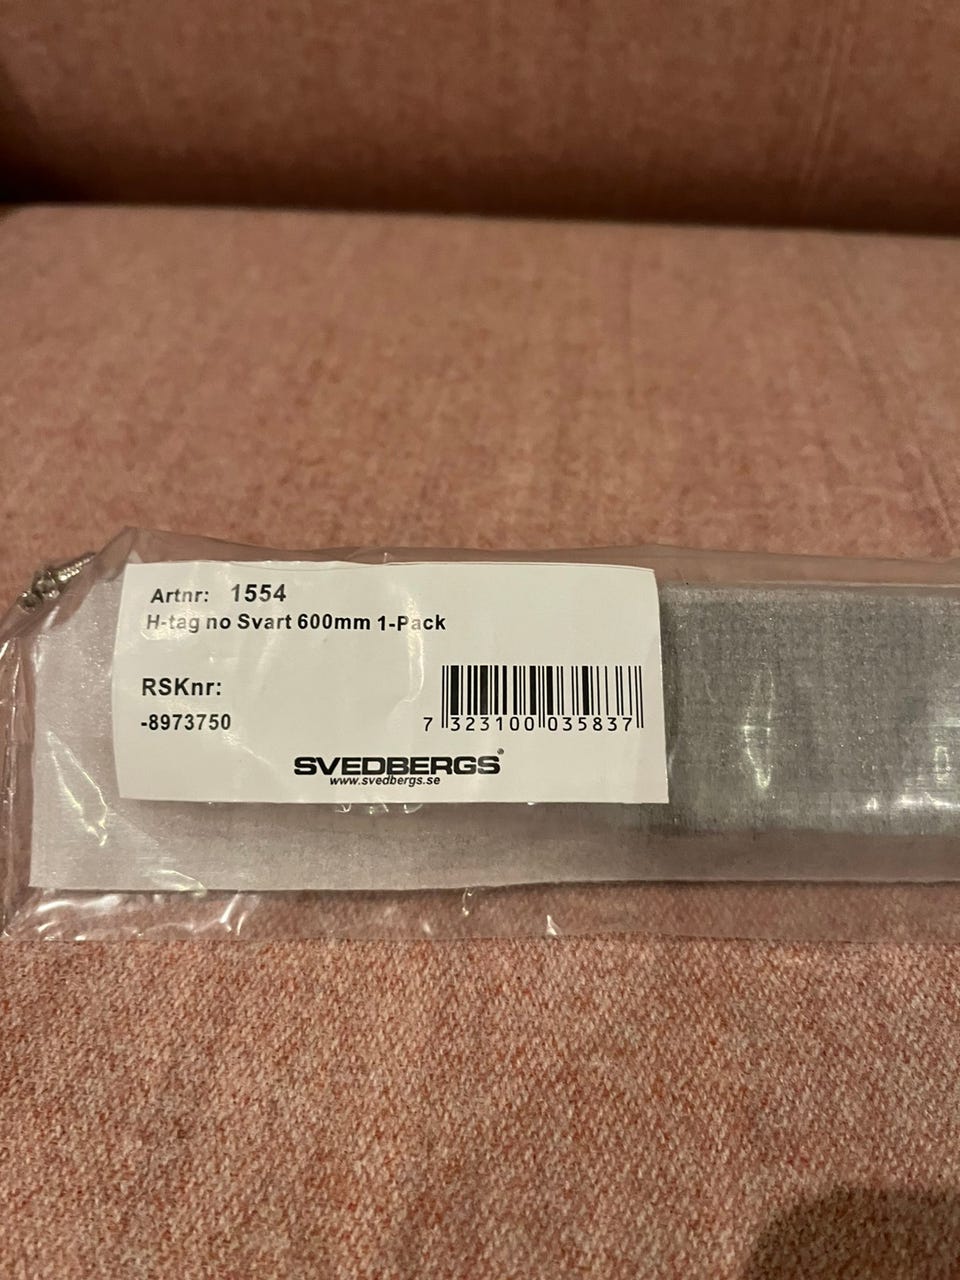 Artnr: 1554
H-tag no Svart 600mm 1-Pack
RSKnr:
-8973750
7 323100 035837
SVEDBERGS®
www.svedbergs.se